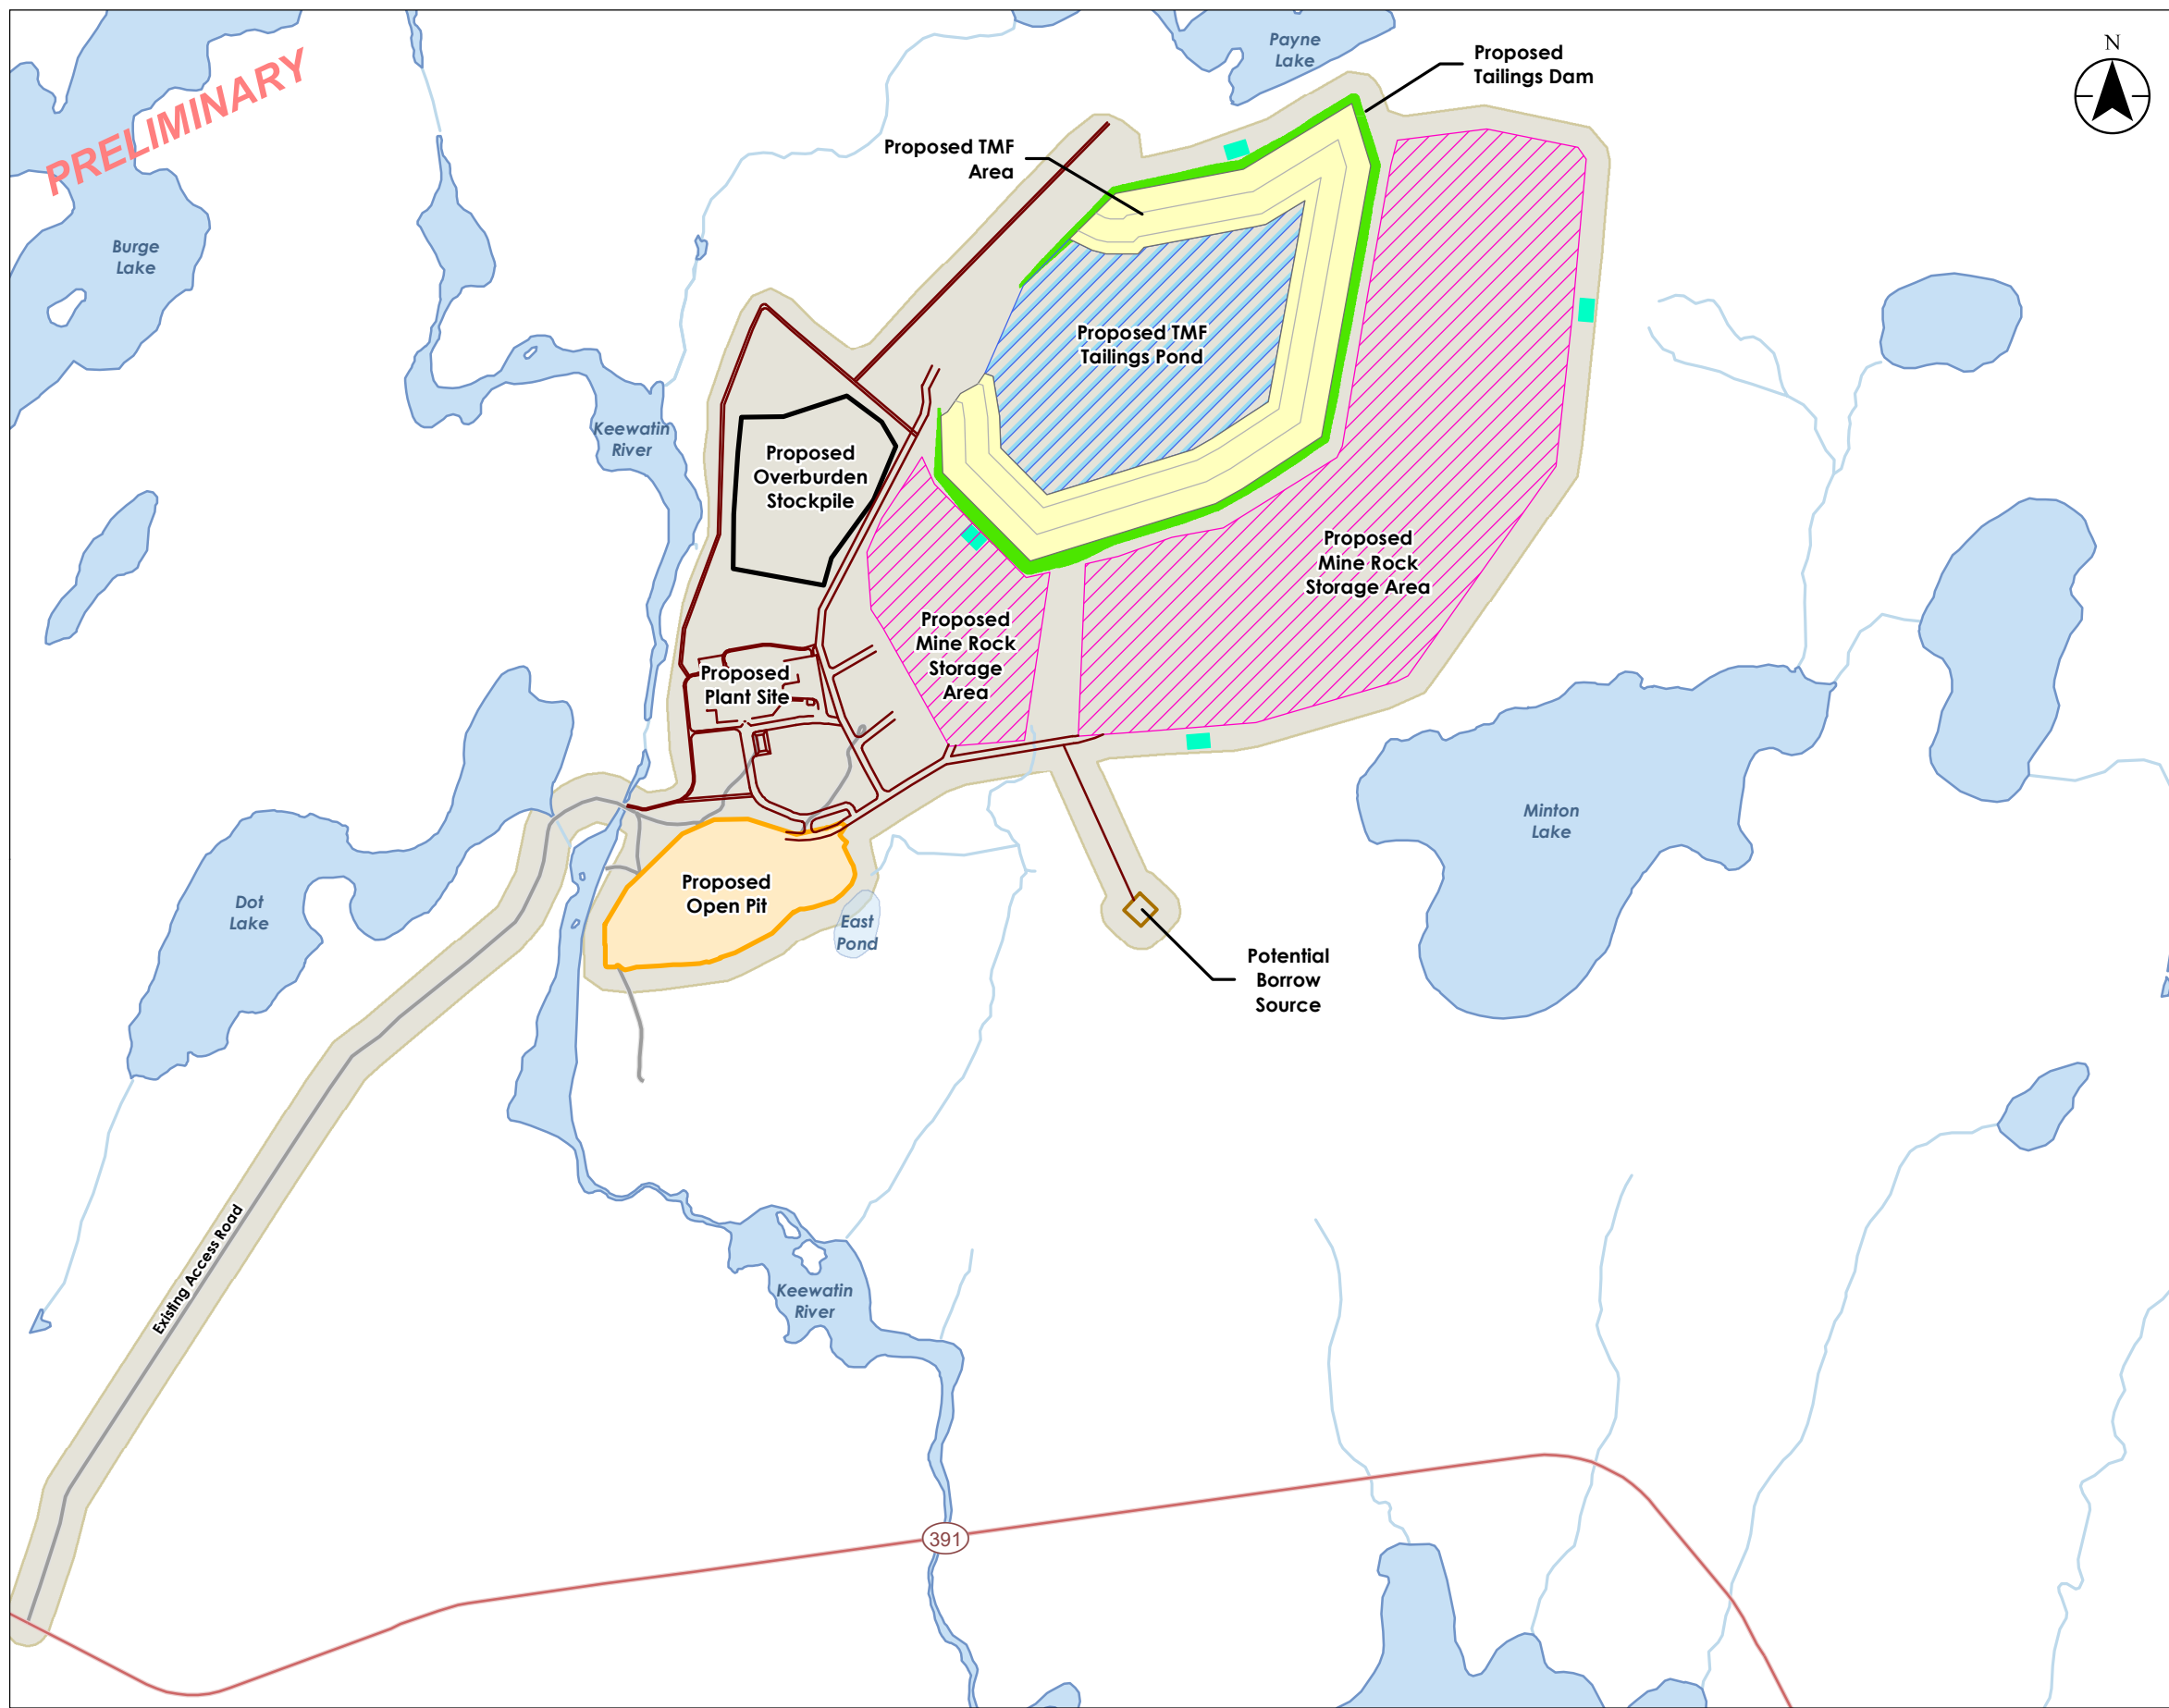 Payne
Lake
Proposed
Tailings Dam
N
PRELIMINARY
Proposed TMF
Area
Burge
Lake
Proposed TMF
Tailings Pond
Keewatin
River
Proposed
Overburden
Stockpile
Proposed
Mine Rock
Storage Area
Proposed
Mine Rock
Storage
Area
Proposed
Plant Site
Minton
Lake
Proposed
Open Pit
Dot
Lake
East
Pond
Potential
Borrow
Source
Existing Access Road
Keewatin
River
391